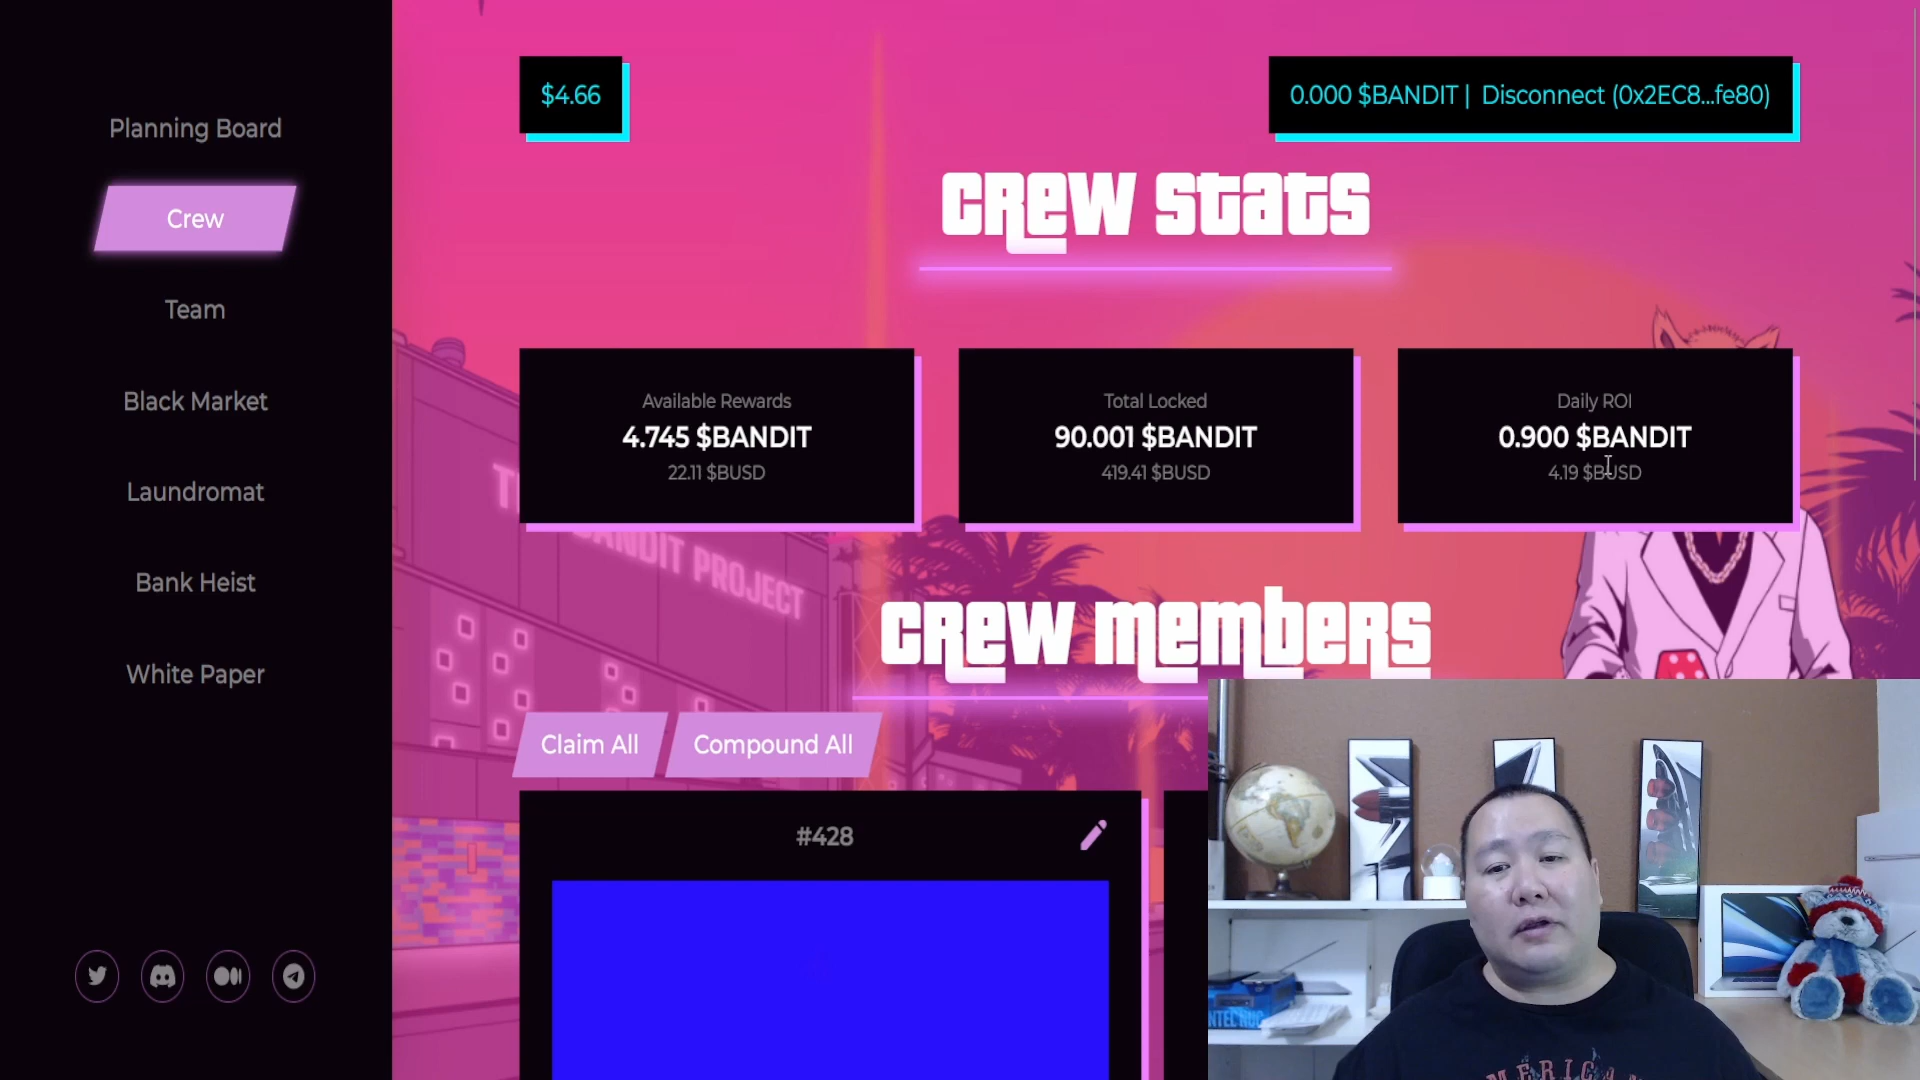 $4.66
0.000 $BANDIT | Disconnect (0x2EC8...fe80)
Planning Board
Crew
Team
Black Market
Laundromat
Bank Heist
White Paper
CREW STATS
Available Rewards
4.745 $BANDIT
22.11 $BUSD
Total Locked
90.001 $BANDIT
419.41 $BUSD
Daily ROI
0.900 $BANDIT
4.19 $BUSD
BANDIT PROJECT
CREW MEMBERS
Claim All
Compound All
#428
INTEL NUC